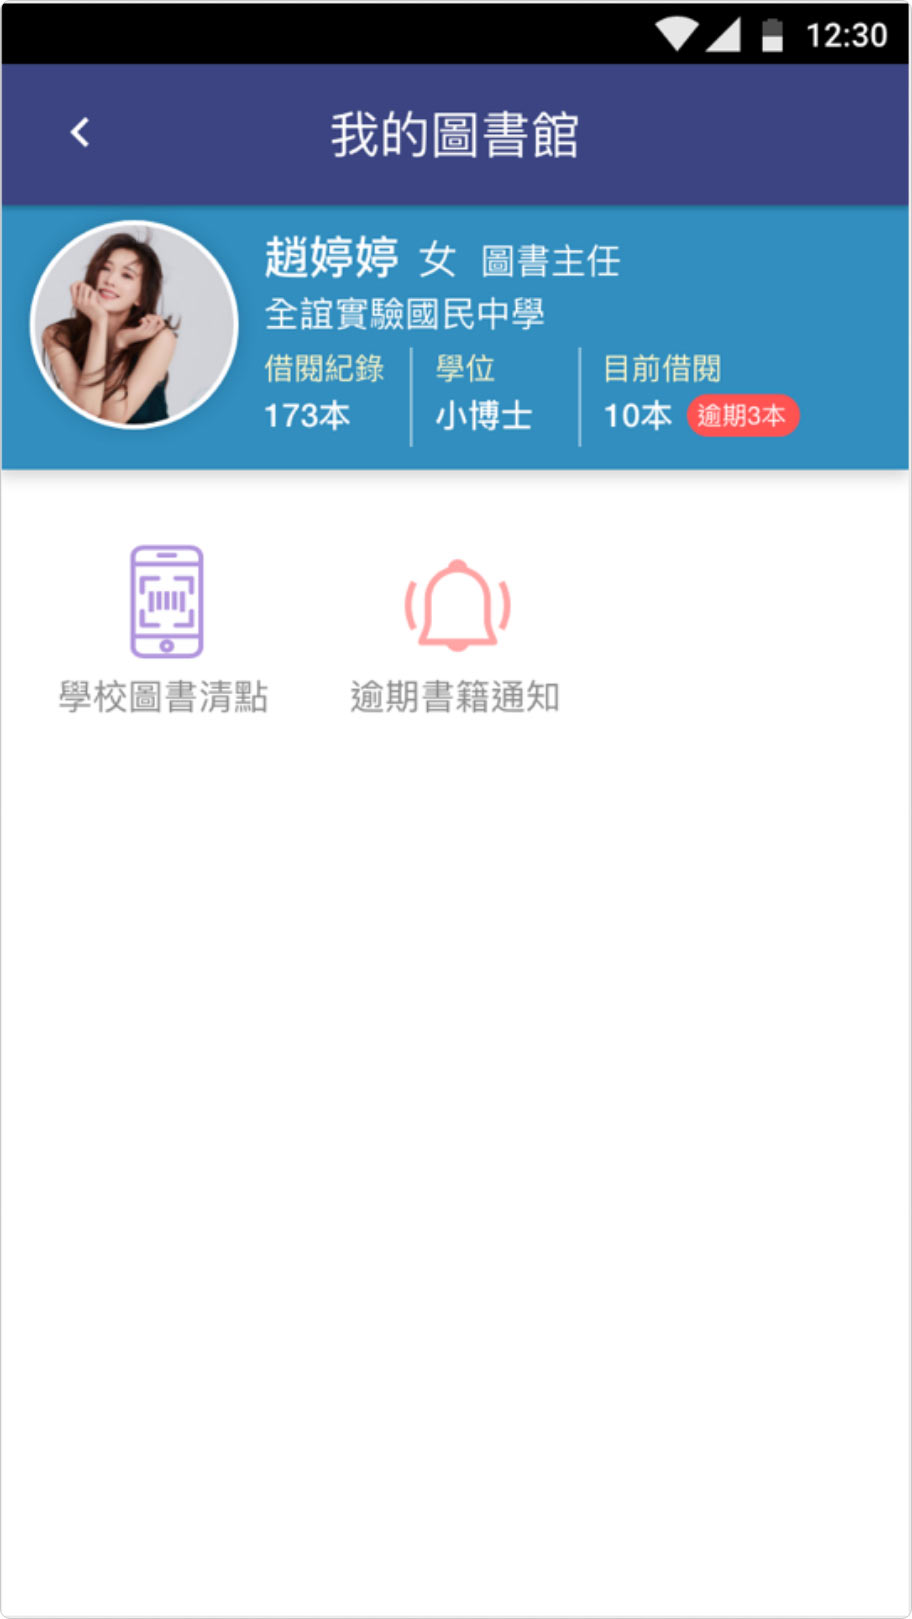 12:30
我的圖書館
趙婷婷 女 圖書主任
全誼實驗國民中學
借閱紀錄 學位 目前借閱
173本 小博士 10本 逾期3本
學校圖書清點 逾期書籍通知